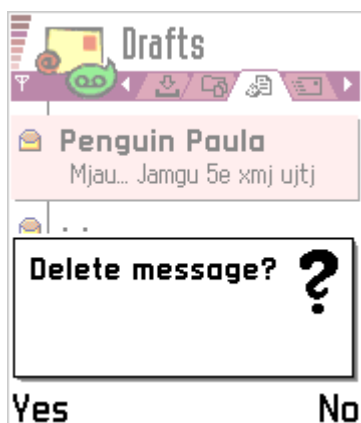 Drafts
Penguin Paula
Mjau... Jamgu 5e xmj ujtj
. .
Delete message?
Yes
No